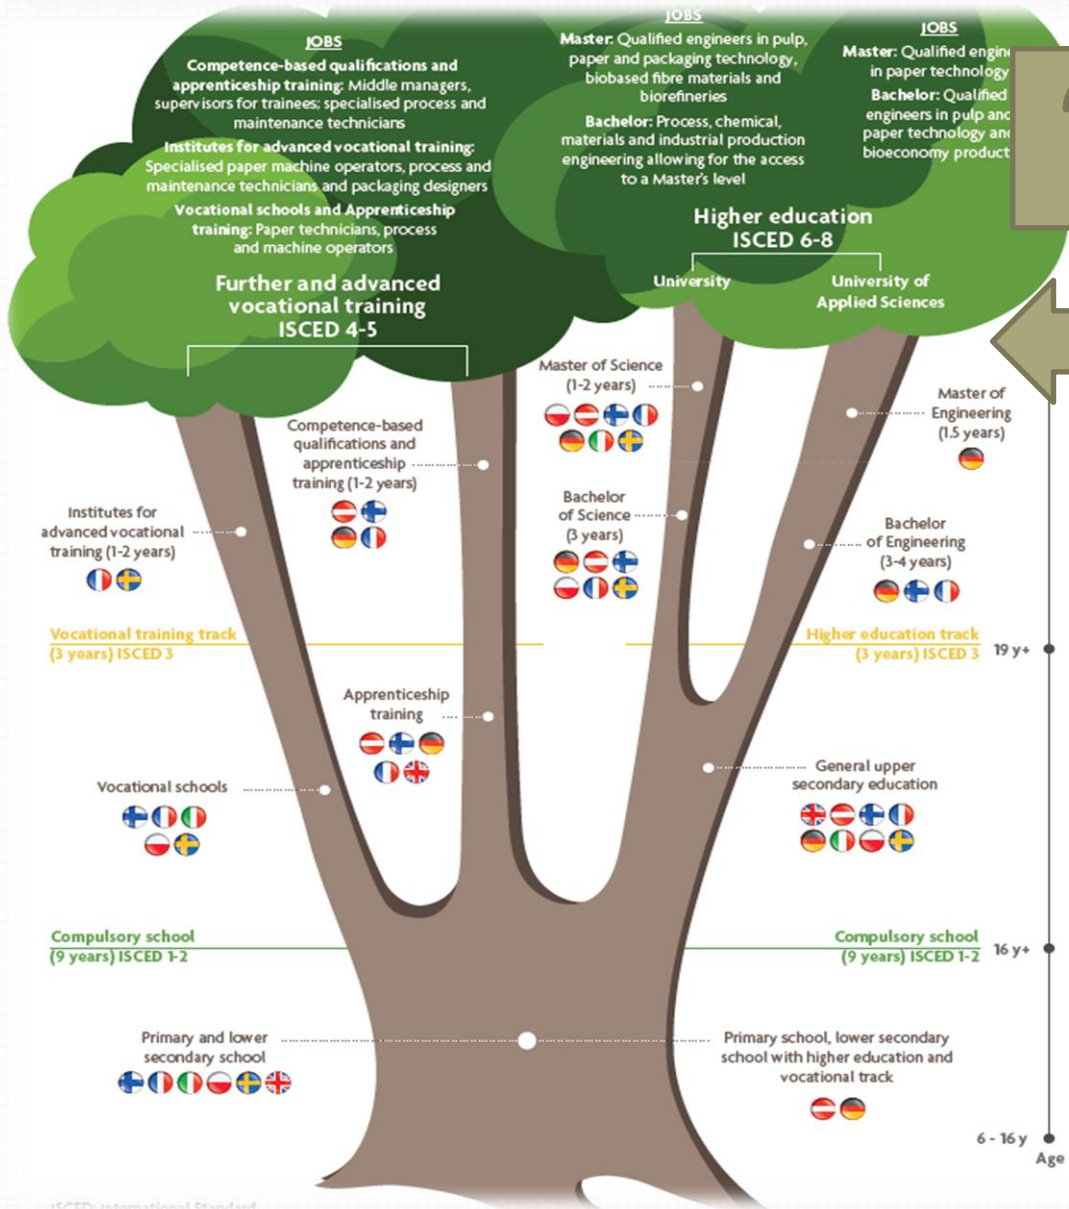 JOBS
Competence-based qualifications and
apprenticeship training: Middle managers,
supervisors for trainees; specialised process and
maintenance technicians
Institutes for advanced vocational training:
Specialised paper machine operators, process and
maintenance technicians and packaging designers
Vocational schools and Apprenticeship
training: Paper technicians, process
and machine operators
Further and advanced
vocational training
ISCED 4-5
JOBS
Master: Qualified engineers in pulp,
paper and packaging technology,
biobased fibre materials and
biorefineries
Bachelor: Process, chemical,
materials and industrial production
engineering allowing for the access
to a Master's level
JOBS
Master: Qualified engine
in paper technology
Bachelor: Qualified
engineers in pulp and
paper technology and
bioeconomy product
Higher education
ISCED 6-8
University
University of
Applied Sciences
Master of Science
(1-2 years)
Master of
Engineering
(1.5 years)
Competence-based
qualifications and
apprenticeship
training (1-2 years)
Institutes for
advanced vocational
training (1-2 years)
Bachelor
of Science
(3 years)
Bachelor
of Engineering
(3-4 years)
Vocational training track
(3 years) ISCED 3
Higher education track
(3 years) ISCED 3
19 y+
Apprenticeship
training
Vocational schools
General upper
secondary education
Compulsory school
(9 years) ISCED 1-2
Compulsory school
(9 years) ISCED 1-2
16 y+
Primary and lower
secondary school
Primary school, lower secondary
school with higher education and
vocational track
6 - 16 y
Age
ISCED: International Standard